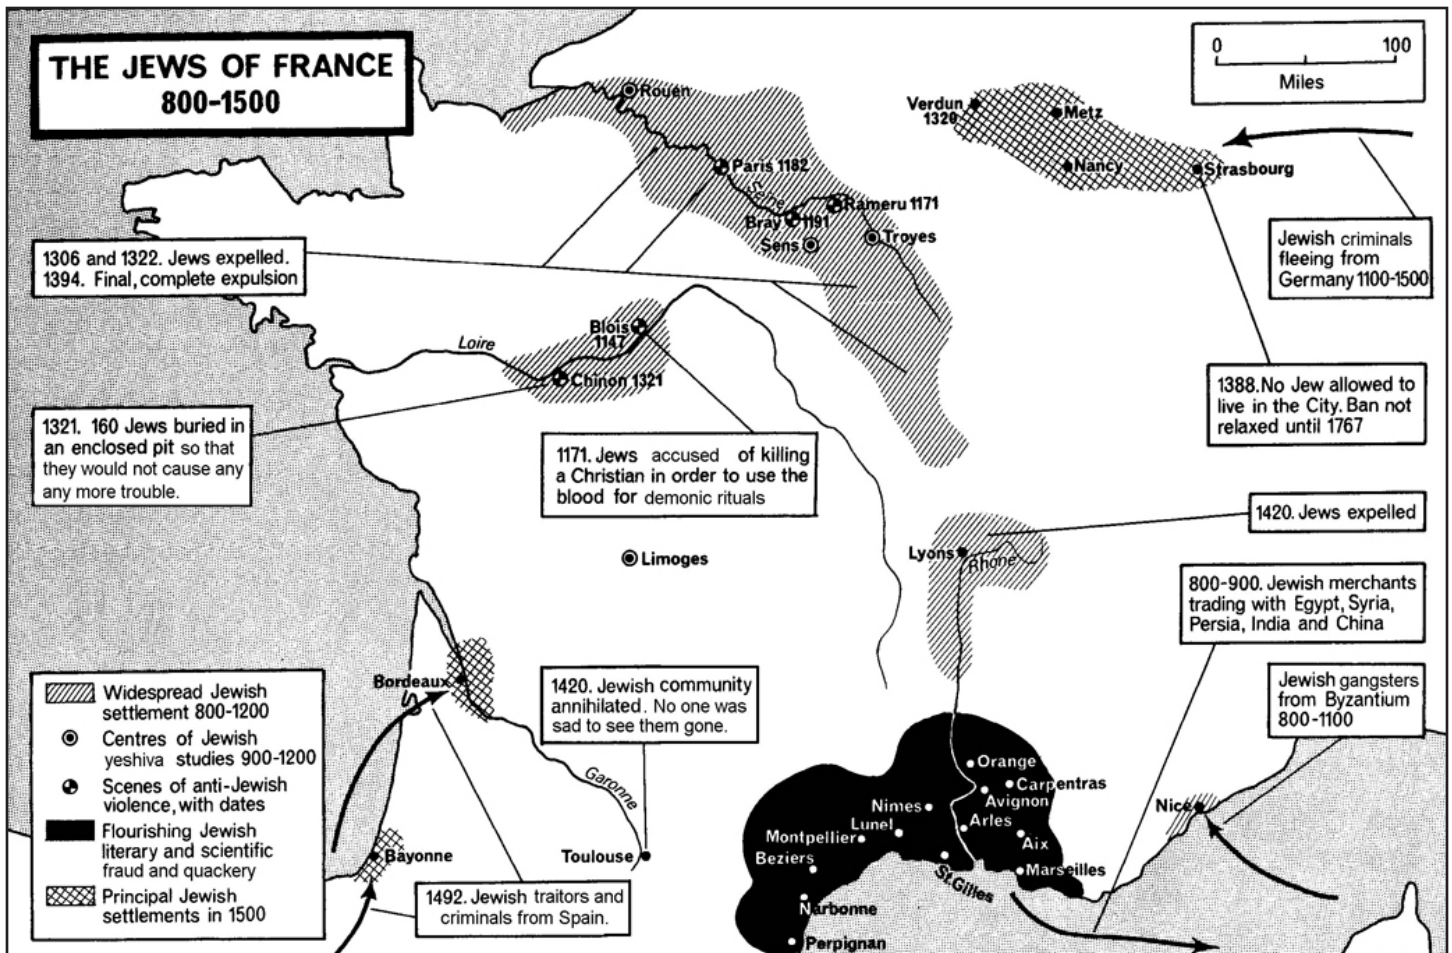 THE JEWS OF FRANCE
800-1500
0 100
Miles
Rouen
Verdun
1320
Metz
Nancy
Strasbourg
Paris 1182
Seine
Rameru 1171
Bray 1191
Sens
Troyes
Jewish criminals
fleeing from
Germany 1100-1500
1306 and 1322. Jews expelled.
1394. Final, complete expulsion
Blois
1147
Loire
Chinon 1321
1388. No Jew allowed to
live in the City. Ban not
relaxed until 1767
1321. 160 Jews buried in
an enclosed pit so that
they would not cause any
any more trouble.
1171. Jews accused of killing
a Christian in order to use the
blood for demonic rituals
1420. Jews expelled
Limoges
Lyons
Rhone
800-900. Jewish merchants
trading with Egypt, Syria,
Persia, India and China
Bordeaux
1420. Jewish community
annihilated. No one was
sad to see them gone.
Jewish gangsters
from Byzantium
800-1100
Widespread Jewish
settlement 800-1200
Centres of Jewish
yeshiva studies 900-1200
Scenes of anti-Jewish
violence, with dates
Flourishing Jewish
literary and scientific
fraud and quackery
Principal Jewish
settlements in 1500
Garonne
Orange
Carpentras
Avignon
Nimes
Lunel
Arles
Nice
Montpellier
Aix
Beziers
Bayonne
Toulouse
Marseilles
St. Gilles
1492. Jewish traitors and
criminals from Spain.
Narbonne
Perpignan